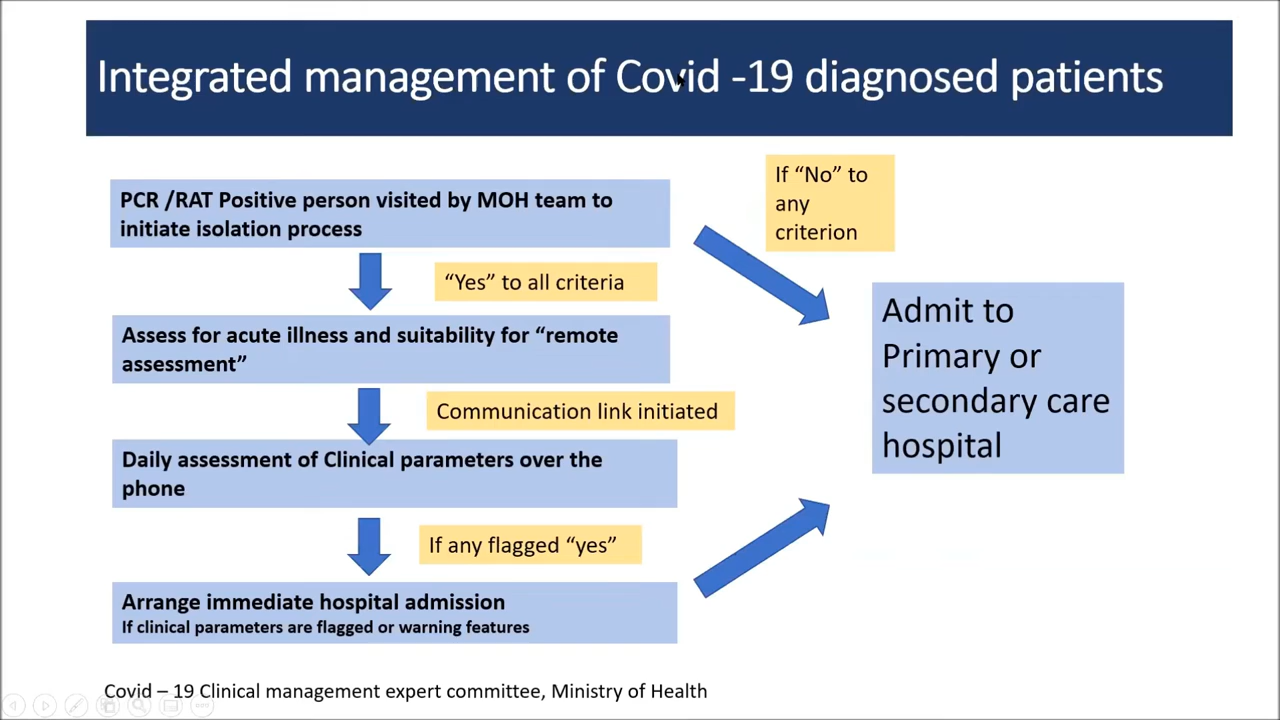 Integrated management of Covid -19 diagnosed patients
If “No” to
any
criterion
PCR /RAT Positive person visited by MOH team to
initiate isolation process
“Yes” to all criteria
Assess for acute illness and suitability for “remote
assessment”
Admit to
Primary or
secondary care
hospital
Communication link initiated
Daily assessment of Clinical parameters over the
phone
If any flagged “yes”
Arrange immediate hospital admission
If clinical parameters are flagged or warning features
Covid – 19 Clinical management expert committee, Ministry of Health